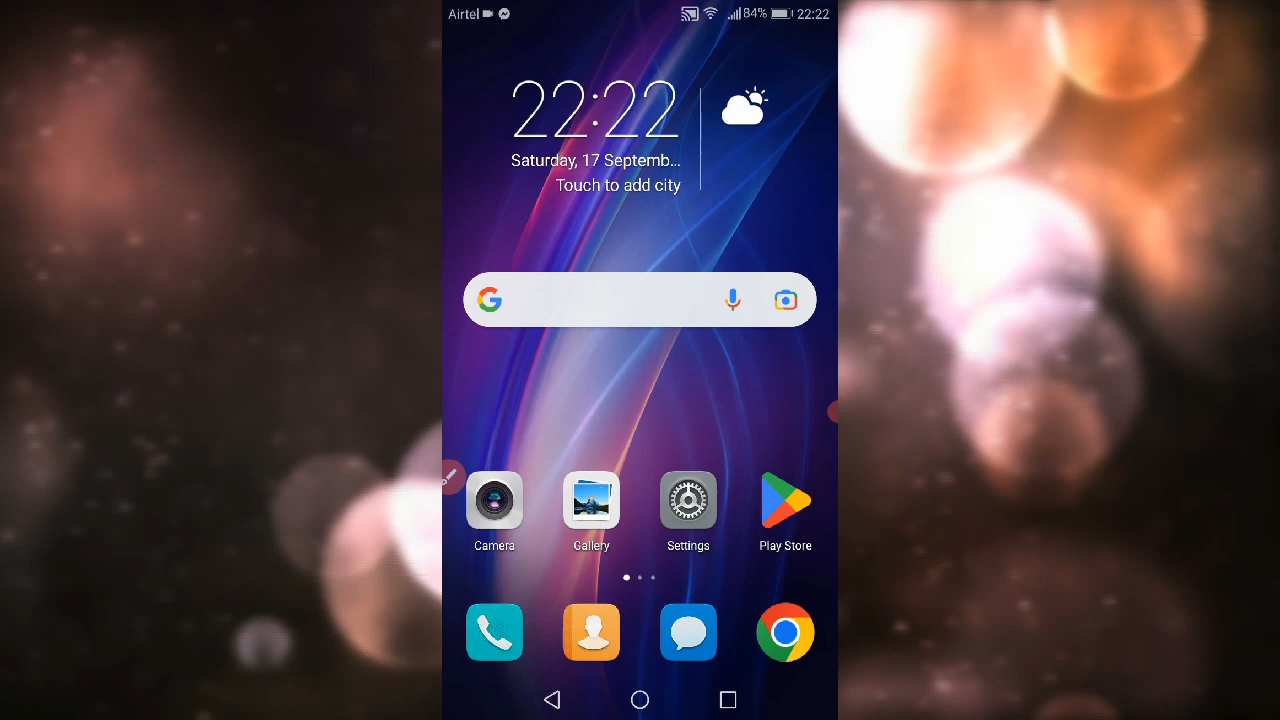 Airtel 84% 22:22
22:22
Saturday, 17 Septemb...
Touch to add city
Camera Gallery Settings Play Store